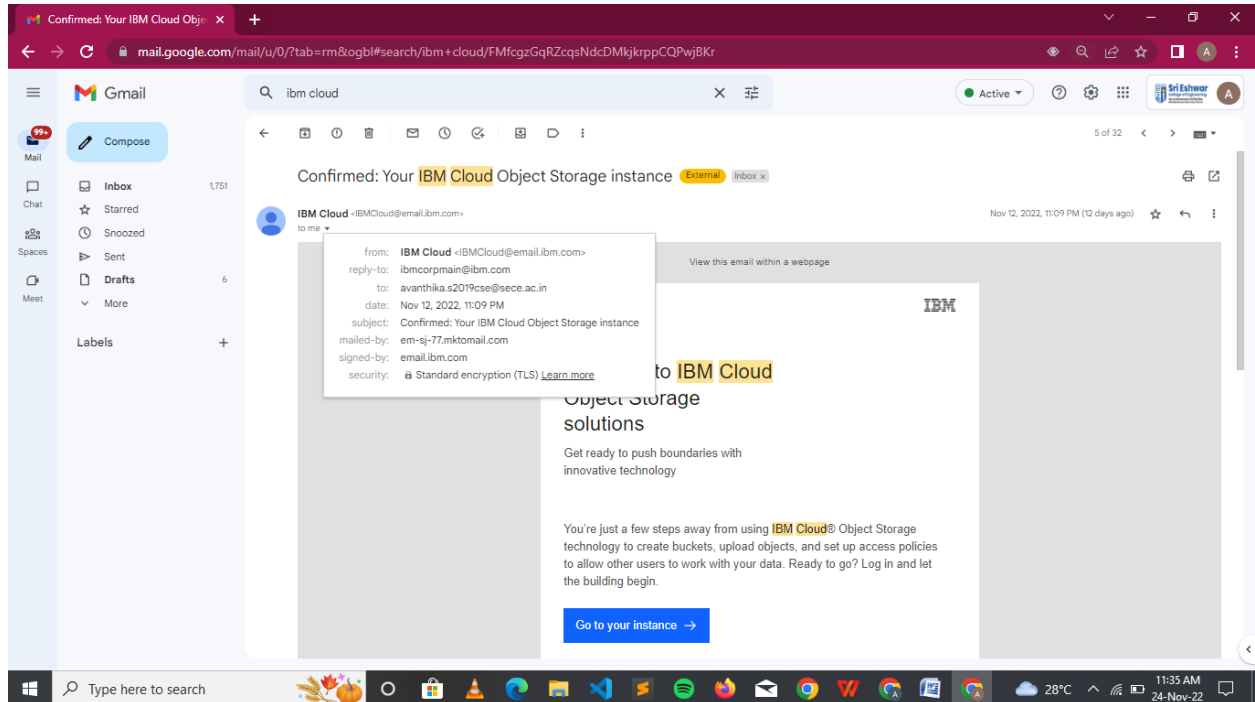 Confirmed: Your IBM Cloud Obje
mail.google.com/mail/u/0/?tab=rm&ogbl#search/ibm+cloud/FMfcgzGqRZcqsNdcDMkjkrppCQPwjBKr
A
Gmail
ibm cloud
Active
Sri Eshwar
A
99+
Mail
Chat
Spaces
Meet
Compose
Inbox 1,751
Starred
Snoozed
Sent
Drafts 6
More
Labels
5 of 32
Confirmed: Your IBM Cloud Object Storage instance External Inbox x
IBM Cloud <IBMCloud@email.ibm.com> Nov 12, 2022, 11:09 PM (12 days ago)
to me
from: IBM Cloud <IBMCloud@email.ibm.com>
reply-to: ibmcorpmain@ibm.com
to: avanthika.s2019cse@sece.ac.in
date: Nov 12, 2022, 11:09 PM
subject: Confirmed: Your IBM Cloud Object Storage instance
mailed-by: em-sj-77.mktomail.com
signed-by: email.ibm.com
security: Standard encryption (TLS) Learn more
View this email within a webpage
IBM
to IBM Cloud
Object Storage
solutions
Get ready to push boundaries with
innovative technology
You're just a few steps away from using IBM Cloud® Object Storage
technology to create buckets, upload objects, and set up access policies
to allow other users to work with your data. Ready to go? Log in and let
the building begin.
Go to your instance →
Type here to search
28°C
11:35 AM
24-Nov-22